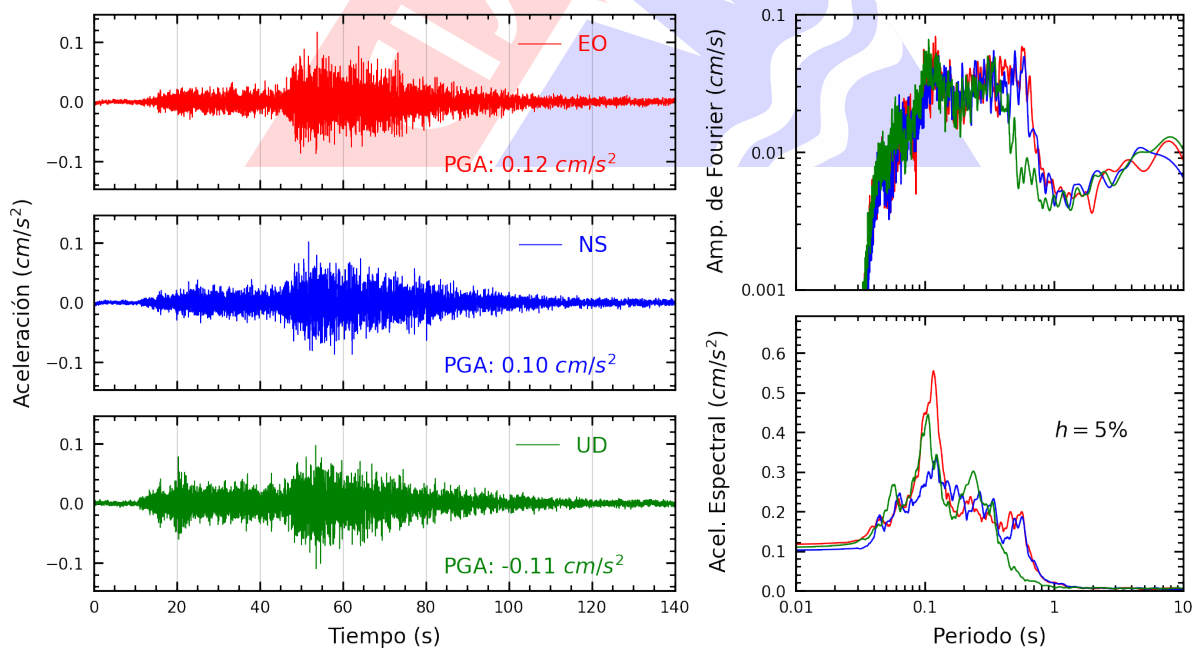 Aceleración (cm/s²)
0.1
0.0
−0.1
EO
PGA: 0.12 cm/s²
0.1
0.0
−0.1
NS
PGA: 0.10 cm/s²
0.1
0.0
−0.1
UD
PGA: -0.11 cm/s²
0 20 40 60 80 100 120 140
Tiempo (s)
Amp. de Fourier (cm/s)
0.1
0.01
0.001
Acel. Espectral (cm/s²)
0.6
0.5
0.4
0.3
0.2
0.1
0.0
h = 5%
0.01 0.1 1 10
Periodo (s)